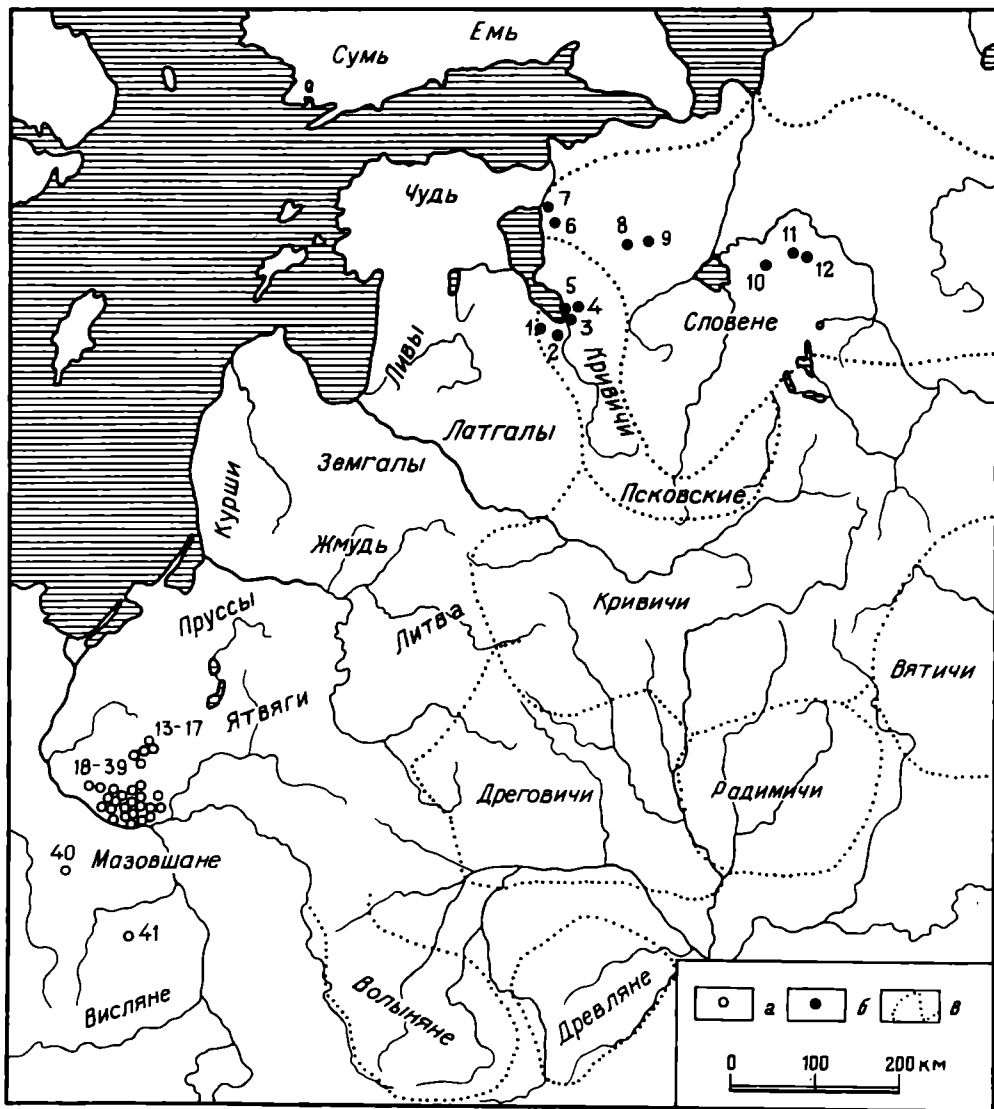 Емь
Сумь
Чудь
7
6
8
9
11
10
12
5
4
1
3
2
Словене
Ливы
Кривичи
Латгалы
Земгалы
Курши
Псковские
Жмудь
Кривичи
Пруссы
Литва
Вятичи
Ятвяги
13-17
18-39
Дреговичи
Радимичи
40
Мазовшане
41
Висляне
Волыняне
Древляне
а б в
0 100 200 км